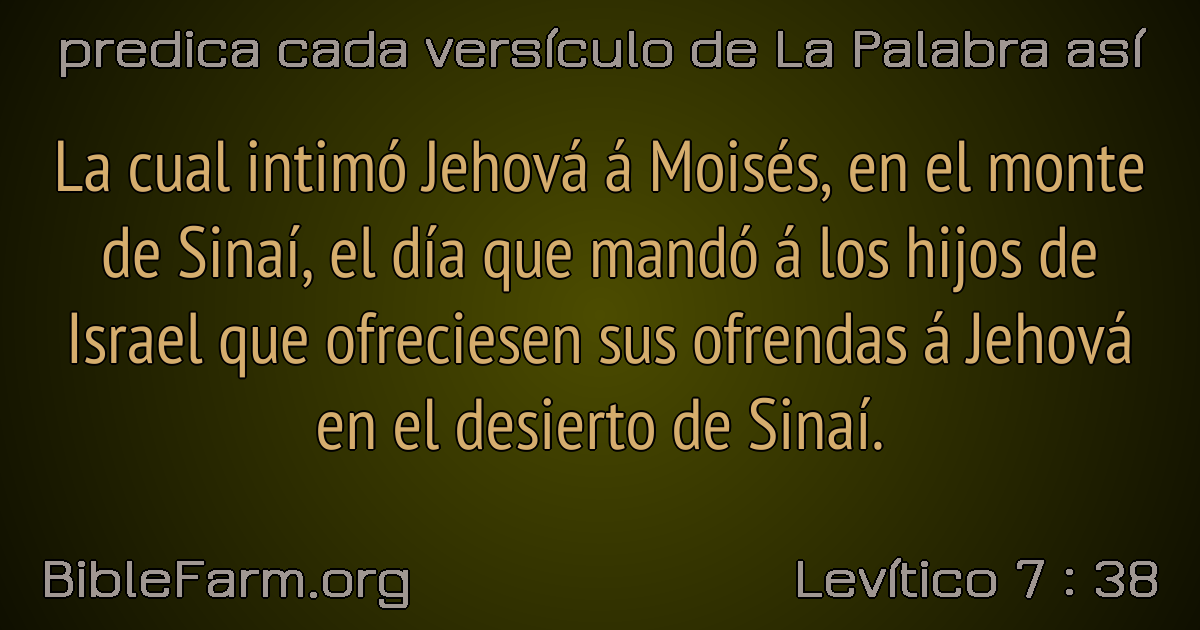 predica cada versículo de La Palabra así
La cual intimó Jehová á Moisés, en el monte
de Sinaí, el día que mandó á los hijos de
Israel que ofreciesen sus ofrendas á Jehová
en el desierto de Sinaí.
BibleFarm.org
Levítico 7 : 38